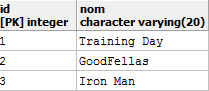 id nom
[PK] integer character varying(20)
1 Training Day
2 GoodFellas
3 Iron Man